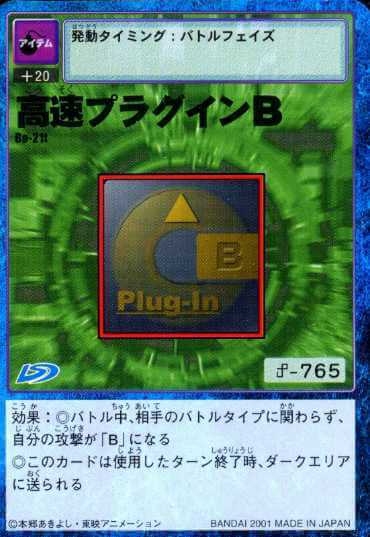 発動タイミング：バトルフェイズ
アイテム
+20
高速プラグインB
Bo-21t
B
Plug-In
-765
効果：◎バトル中、相手のバトルタイプに関わらず、
自分の攻撃が「B」になる
◎このカードは使用したターン終了時、ダークエリア
に送られる
©本郷あきよし・東映アニメーション
BANDAI 2001 MADE IN JAPAN